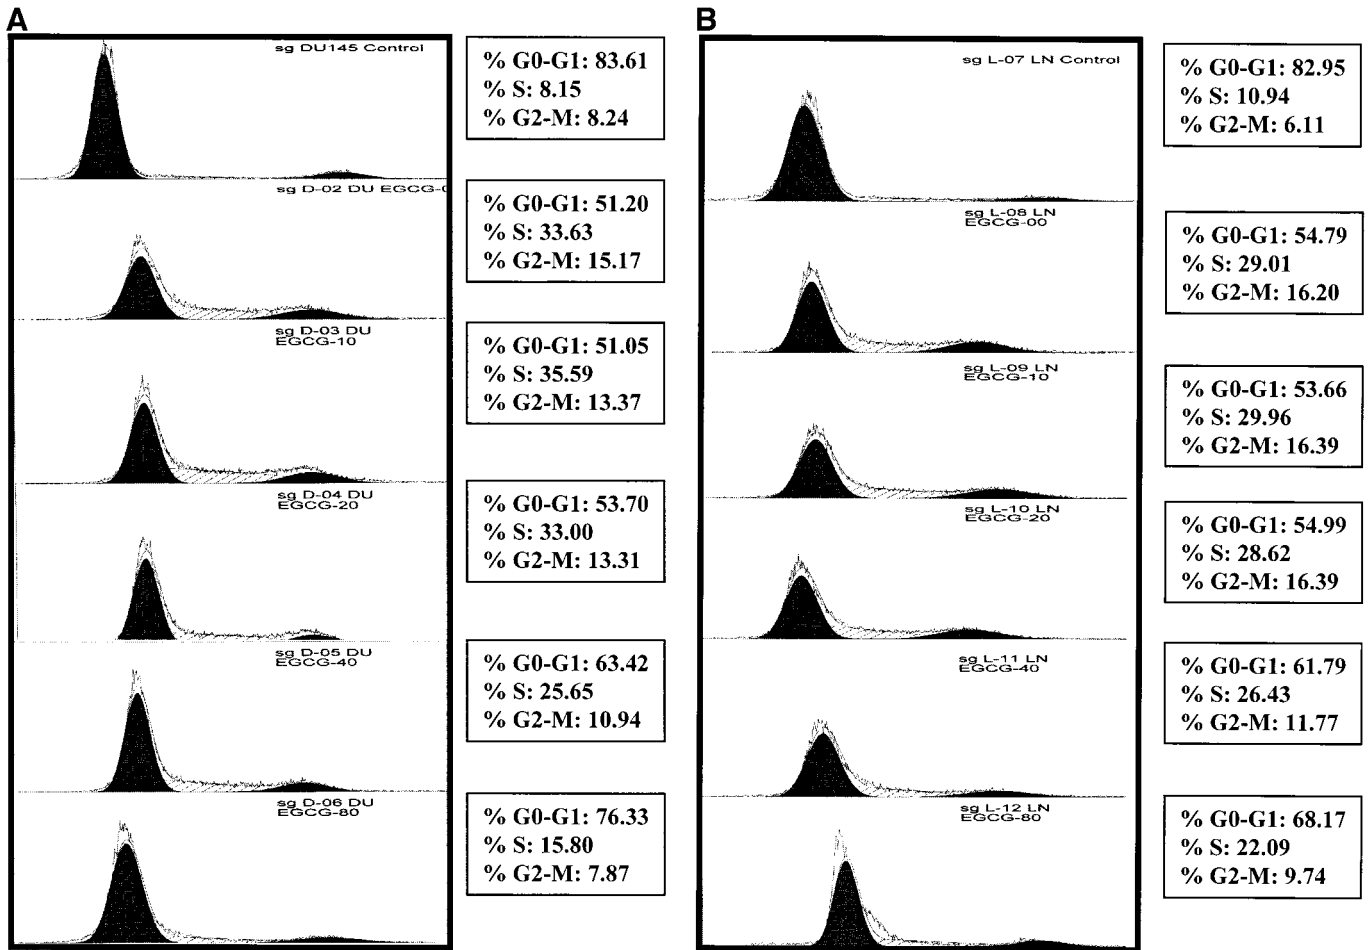 A
sg DU145 Control
% G0-G1: 83.61
% S: 8.15
% G2-M: 8.24
sg D-02 DU EGCG-0
% G0-G1: 51.20
% S: 33.63
% G2-M: 15.17
sg D-03 DU
EGCG-10
% G0-G1: 51.05
% S: 35.59
% G2-M: 13.37
sg D-04 DU
EGCG-20
% G0-G1: 53.70
% S: 33.00
% G2-M: 13.31
sg D-05 DU
EGCG-40
% G0-G1: 63.42
% S: 25.65
% G2-M: 10.94
sg D-06 DU
EGCG-80
% G0-G1: 76.33
% S: 15.80
% G2-M: 7.87
B
sg L-07 LN Control
% G0-G1: 82.95
% S: 10.94
% G2-M: 6.11
sg L-08 LN
EGCG-00
% G0-G1: 54.79
% S: 29.01
% G2-M: 16.20
sg L-09 LN
EGCG-10
% G0-G1: 53.66
% S: 29.96
% G2-M: 16.39
sg L-10 LN
EGCG-20
% G0-G1: 54.99
% S: 28.62
% G2-M: 16.39
sg L-11 LN
EGCG-40
% G0-G1: 61.79
% S: 26.43
% G2-M: 11.77
sg L-12 LN
EGCG-80
% G0-G1: 68.17
% S: 22.09
% G2-M: 9.74